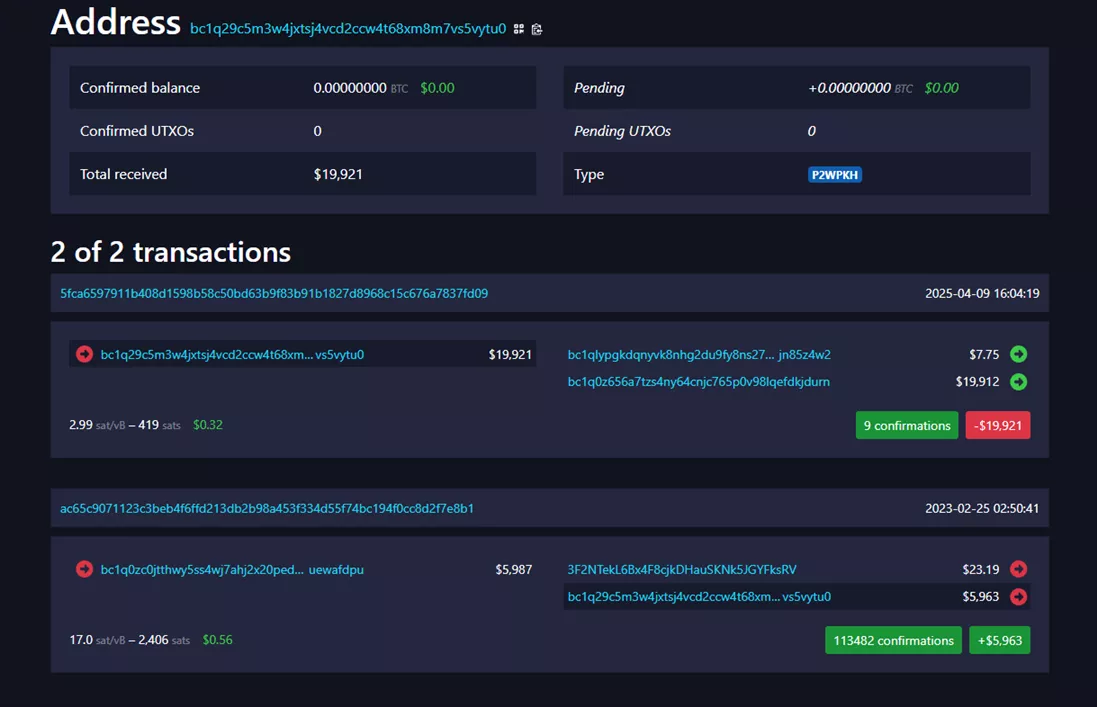 Address bc1q29c5m3w4jxtsj4vcd2ccw4t68xm8m7vs5vytu0
Confirmed balance 0.00000000 BTC $0.00
Pending +0.00000000 BTC $0.00
Confirmed UTXOs 0
Pending UTXOs 0
Total received $19,921
Type P2WPKH
2 of 2 transactions
5fca6597911b408d1598b58c50bd63b9f83b91b1827d8968c15c676a7837fd09 2025-04-09 16:04:19
bc1q29c5m3w4jxtsj4vcd2ccw4t68xm... vs5vytu0 $19,921
bc1qlypgkdqnyvk8nhg2du9fy8ns27... jn85z4w2 $7.75
bc1q0z656a7tzs4ny64cnjc765p0v98lqefdkjdurn $19,912
2.99 sat/vB – 419 sats $0.32
9 confirmations -$19,921
ac65c9071123c3beb4f6ffd213db2b98a453f334d55f74bc194f0cc8d2f7e8b1 2023-02-25 02:50:41
bc1q0zc0jtthwy5ss4wj7ahj2x20ped... uewafdpu $5,987
3F2NTekL6Bx4F8cjkDHauSKNk5JGYFksRV $23.19
bc1q29c5m3w4jxtsj4vcd2ccw4t68xm... vs5vytu0 $5,963
17.0 sat/vB – 2,406 sats $0.56
113482 confirmations +$5,963